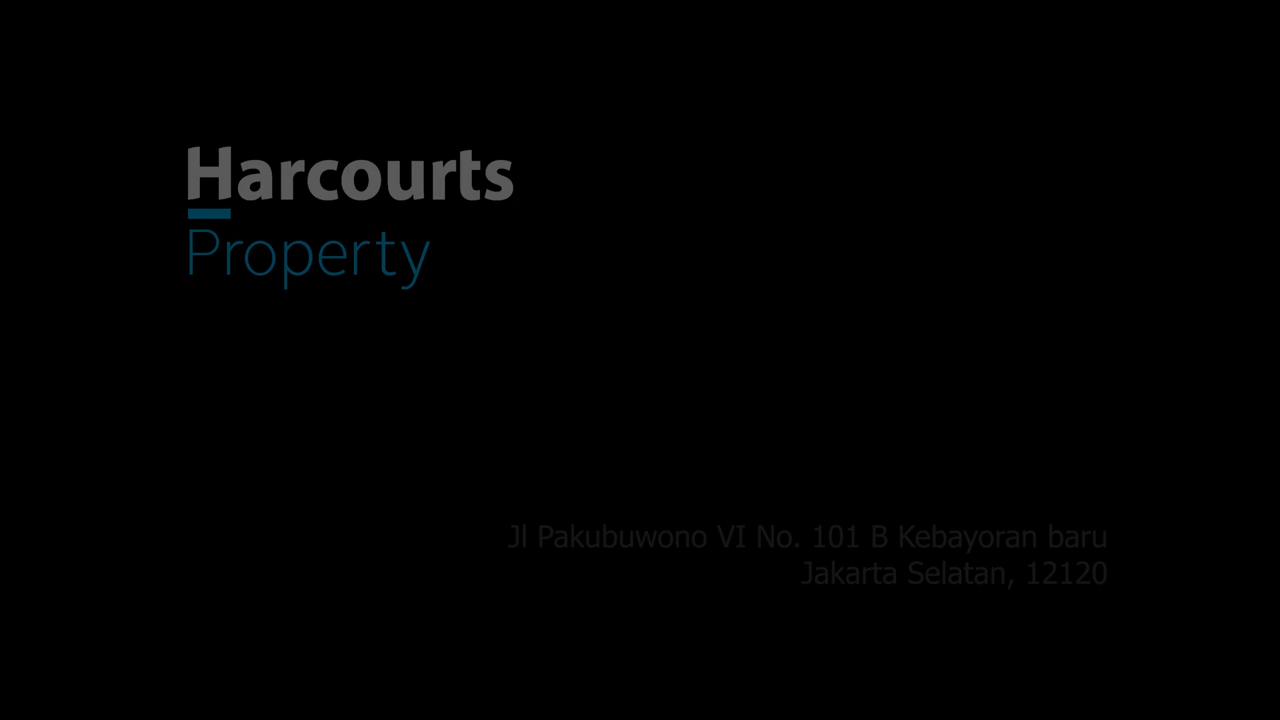 Harcourts
Property
Jl Pakubuwono VI No. 101 B Kebayoran baru
Jakarta Selatan, 12120